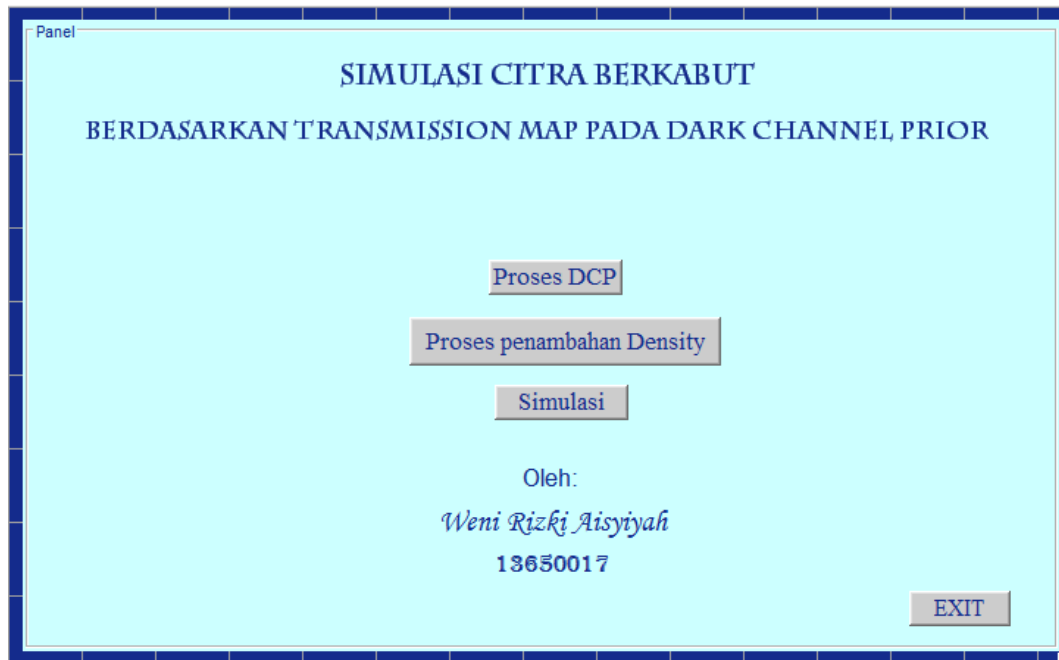 Panel
SIMULASI CITRA BERKABUT
BERDASARKAN TRANSMISSION MAP PADA DARK CHANNEL PRIOR
Proses DCP
Proses penambahan Density
Simulasi
Oleh:
Weni Rizki Aisyiyah
13650017
EXIT